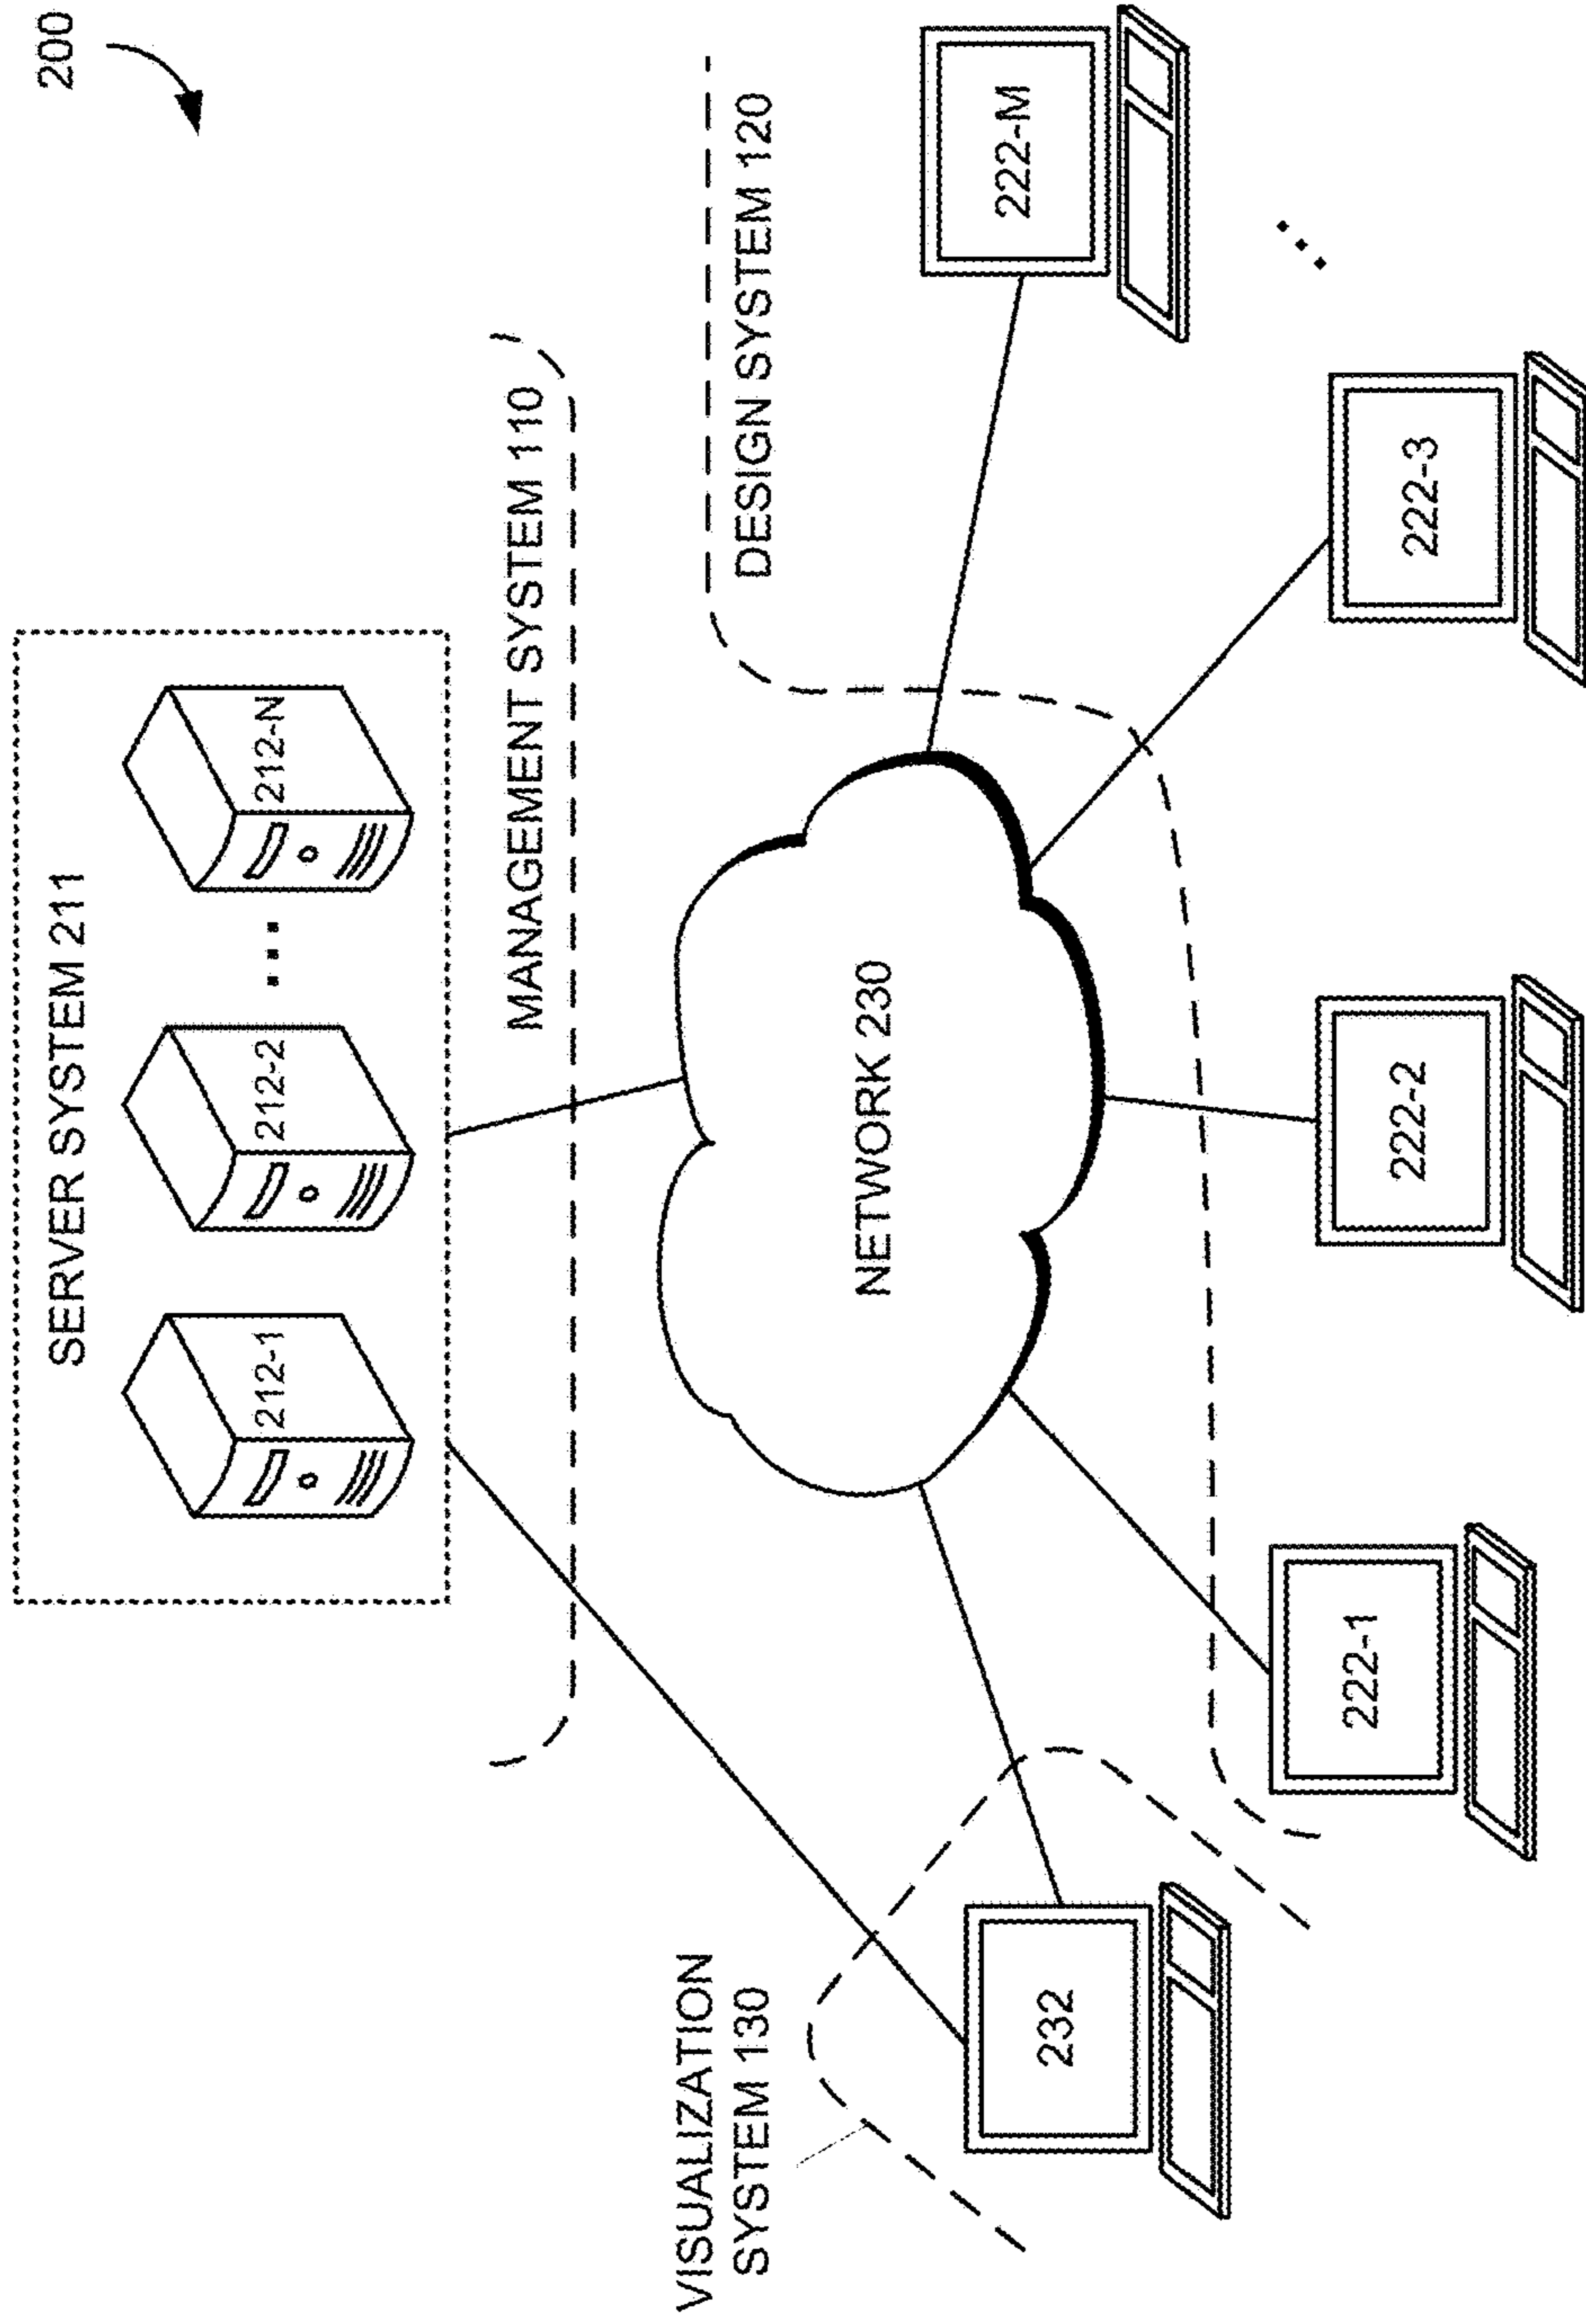 200
SERVER SYSTEM 211
212-1
212-2
212-N
MANAGEMENT SYSTEM 110
VISUALIZATION
SYSTEM 130
DESIGN SYSTEM 120
NETWORK 230
232
222-1
222-2
222-3
222-M